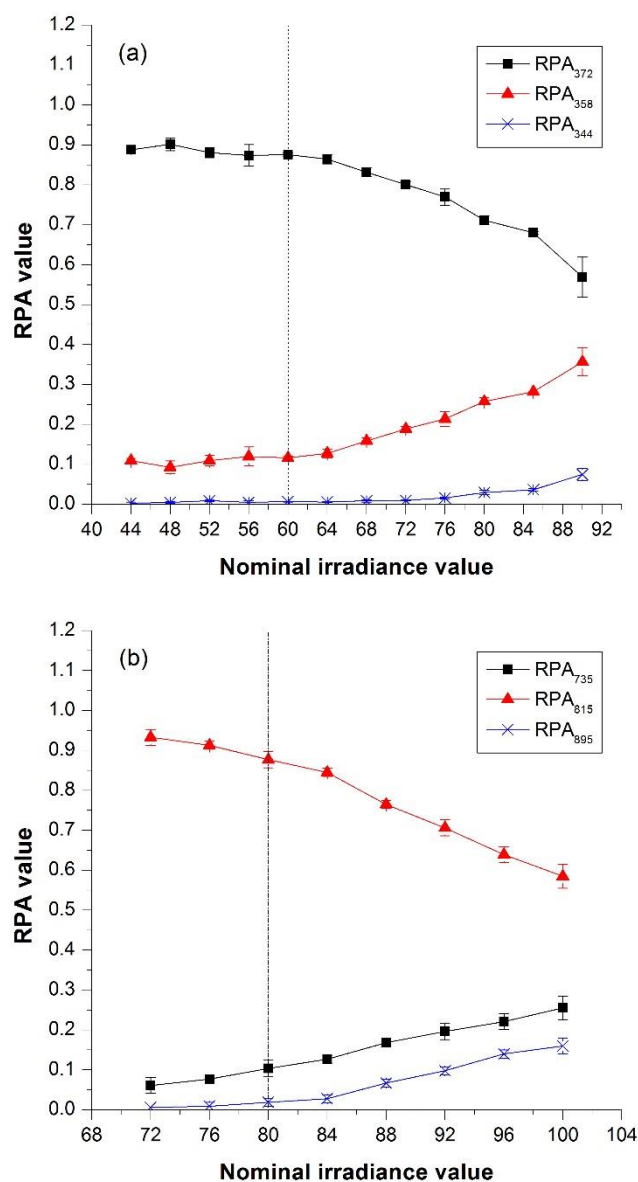 (a)
RPA372
RPA358
RPA344
1.2
1.1
1.0
0.9
0.8
0.7
0.6
0.5
0.4
0.3
0.2
0.1
0.0
RPA value
40 44 48 52 56 60 64 68 72 76 80 84 88 92
Nominal irradiance value
(b)
RPA735
RPA815
RPA895
1.2
1.1
1.0
0.9
0.8
0.7
0.6
0.5
0.4
0.3
0.2
0.1
0.0
RPA value
68 72 76 80 84 88 92 96 100 104
Nominal irradiance value